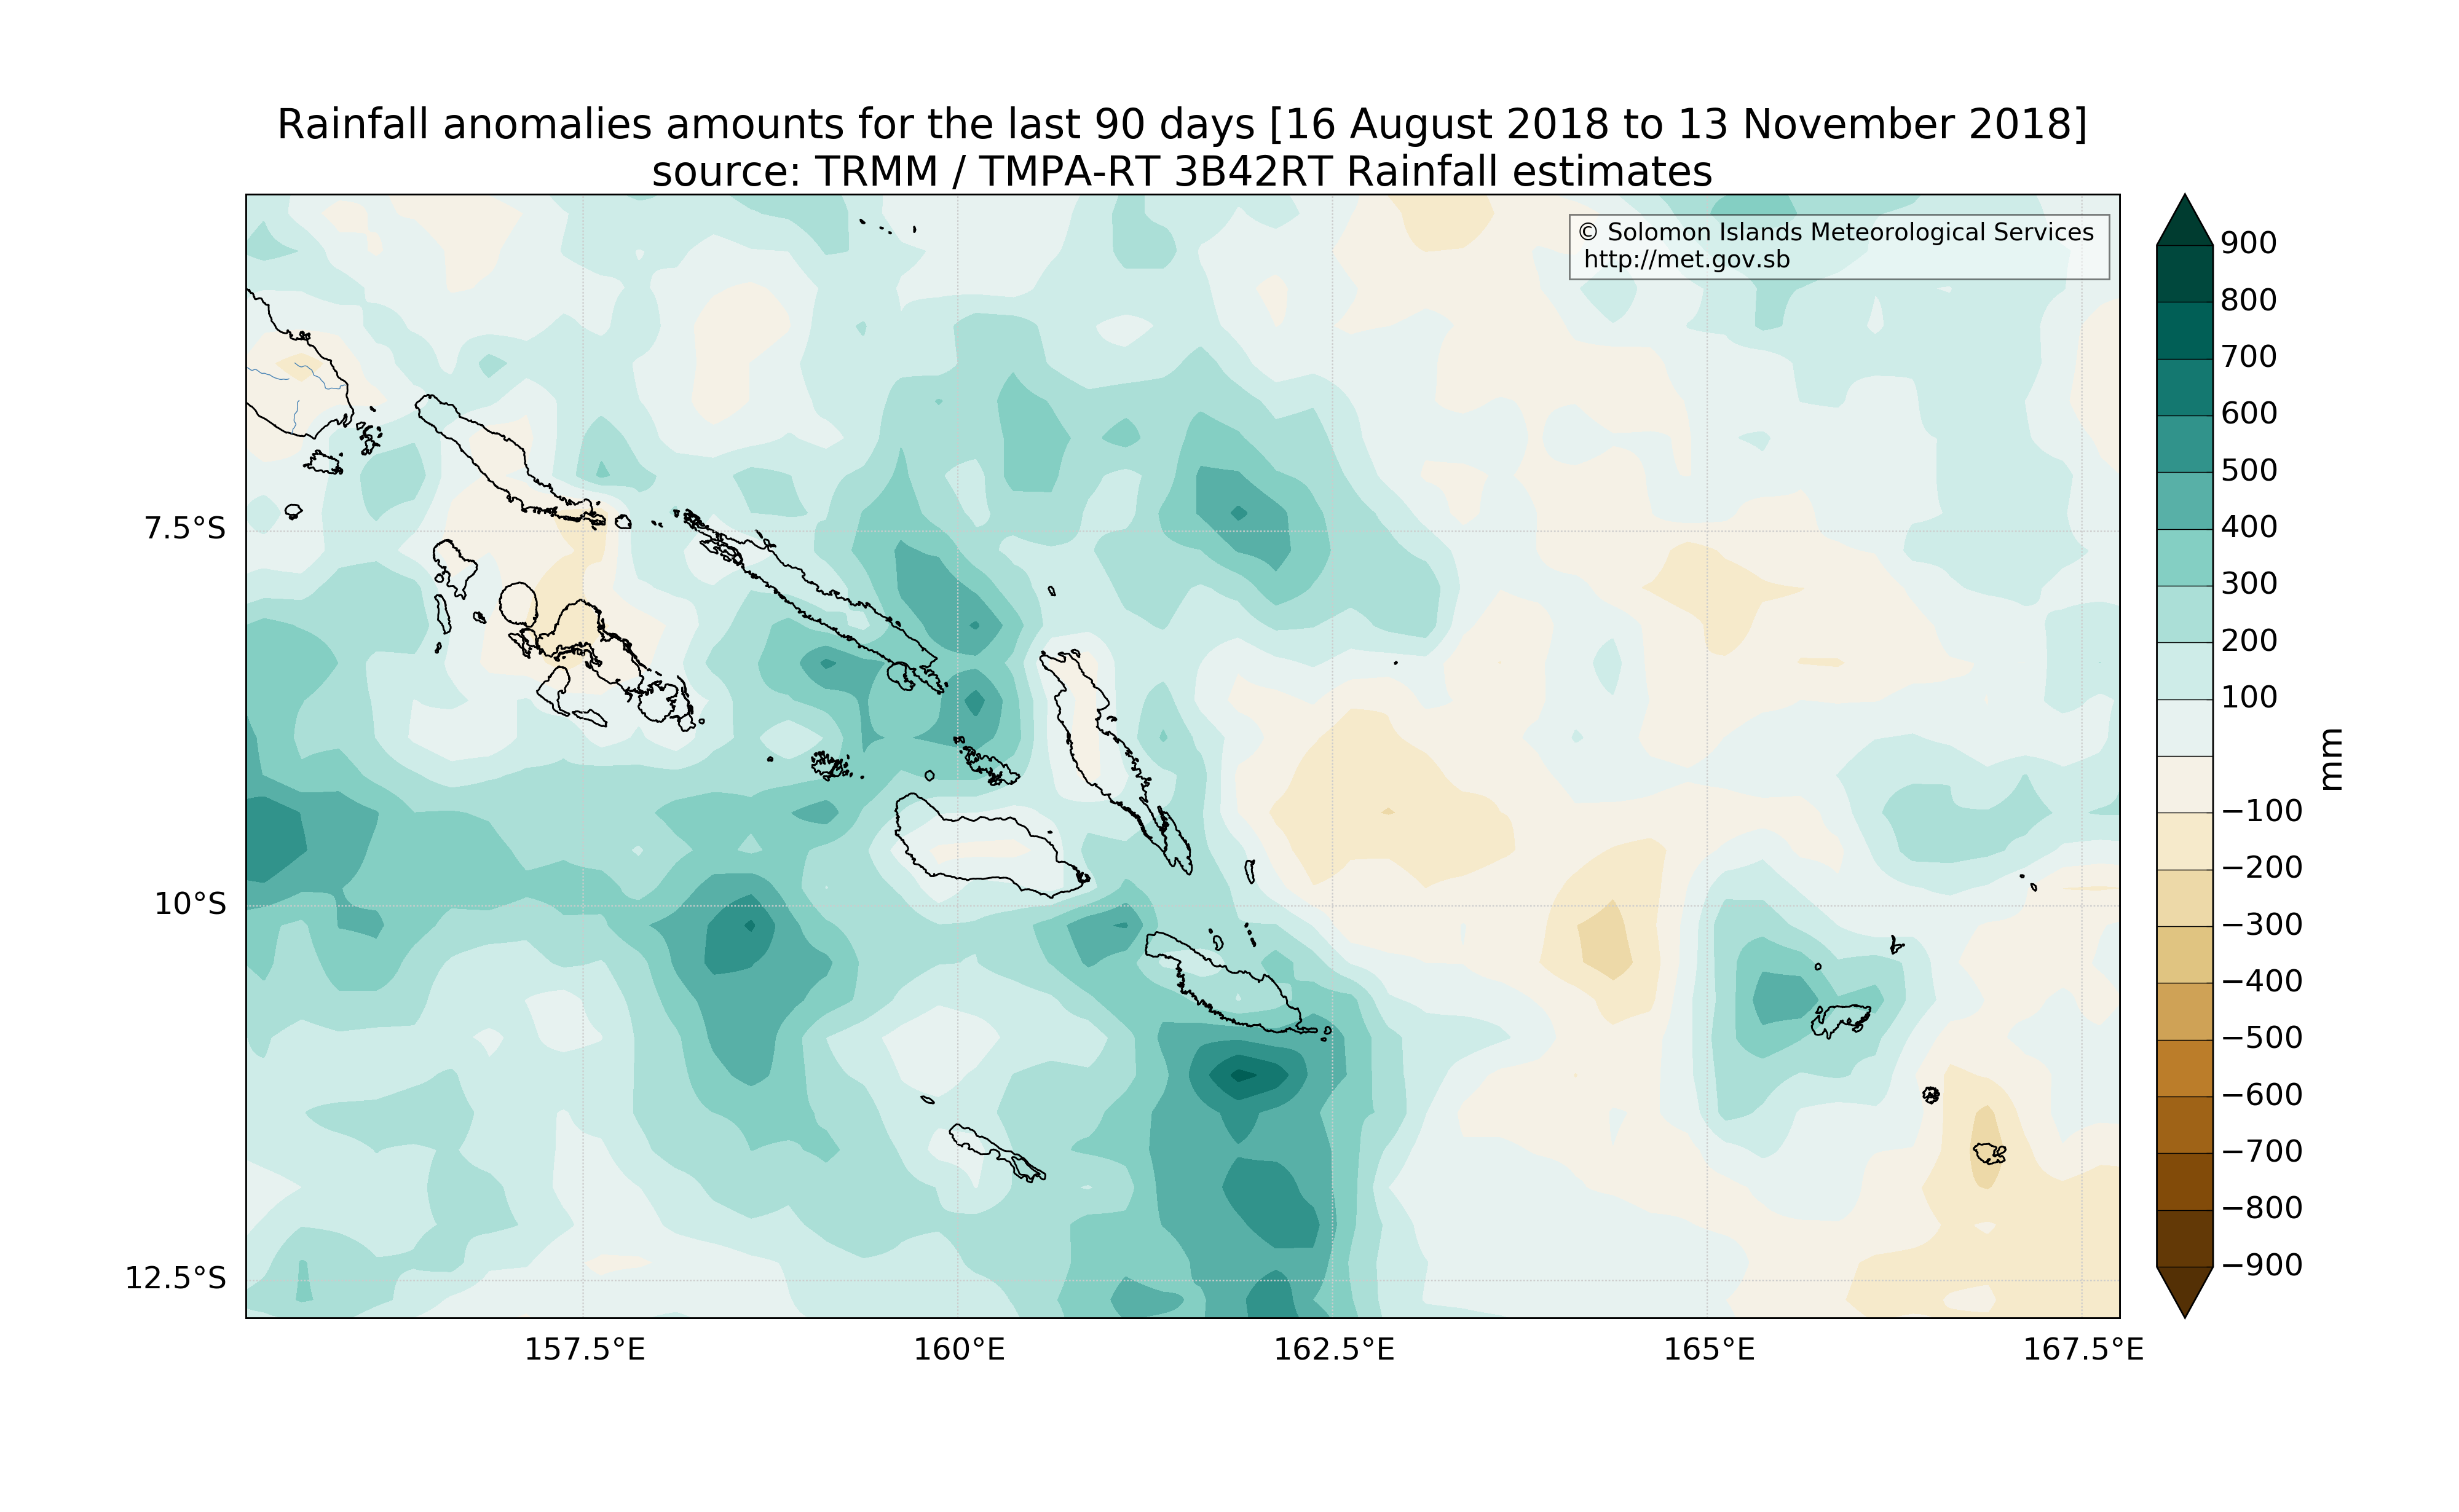 Rainfall anomalies amounts for the last 90 days [16 August 2018 to 13 November 2018]
source: TRMM / TMPA-RT 3B42RT Rainfall estimates
© Solomon Islands Meteorological Services
http://met.gov.sb
7.5°S
10°S
12.5°S
157.5°E
160°E
162.5°E
165°E
167.5°E
900
800
700
600
500
400
300
200
100
−100
−200
−300
−400
−500
−600
−700
−800
−900
mm